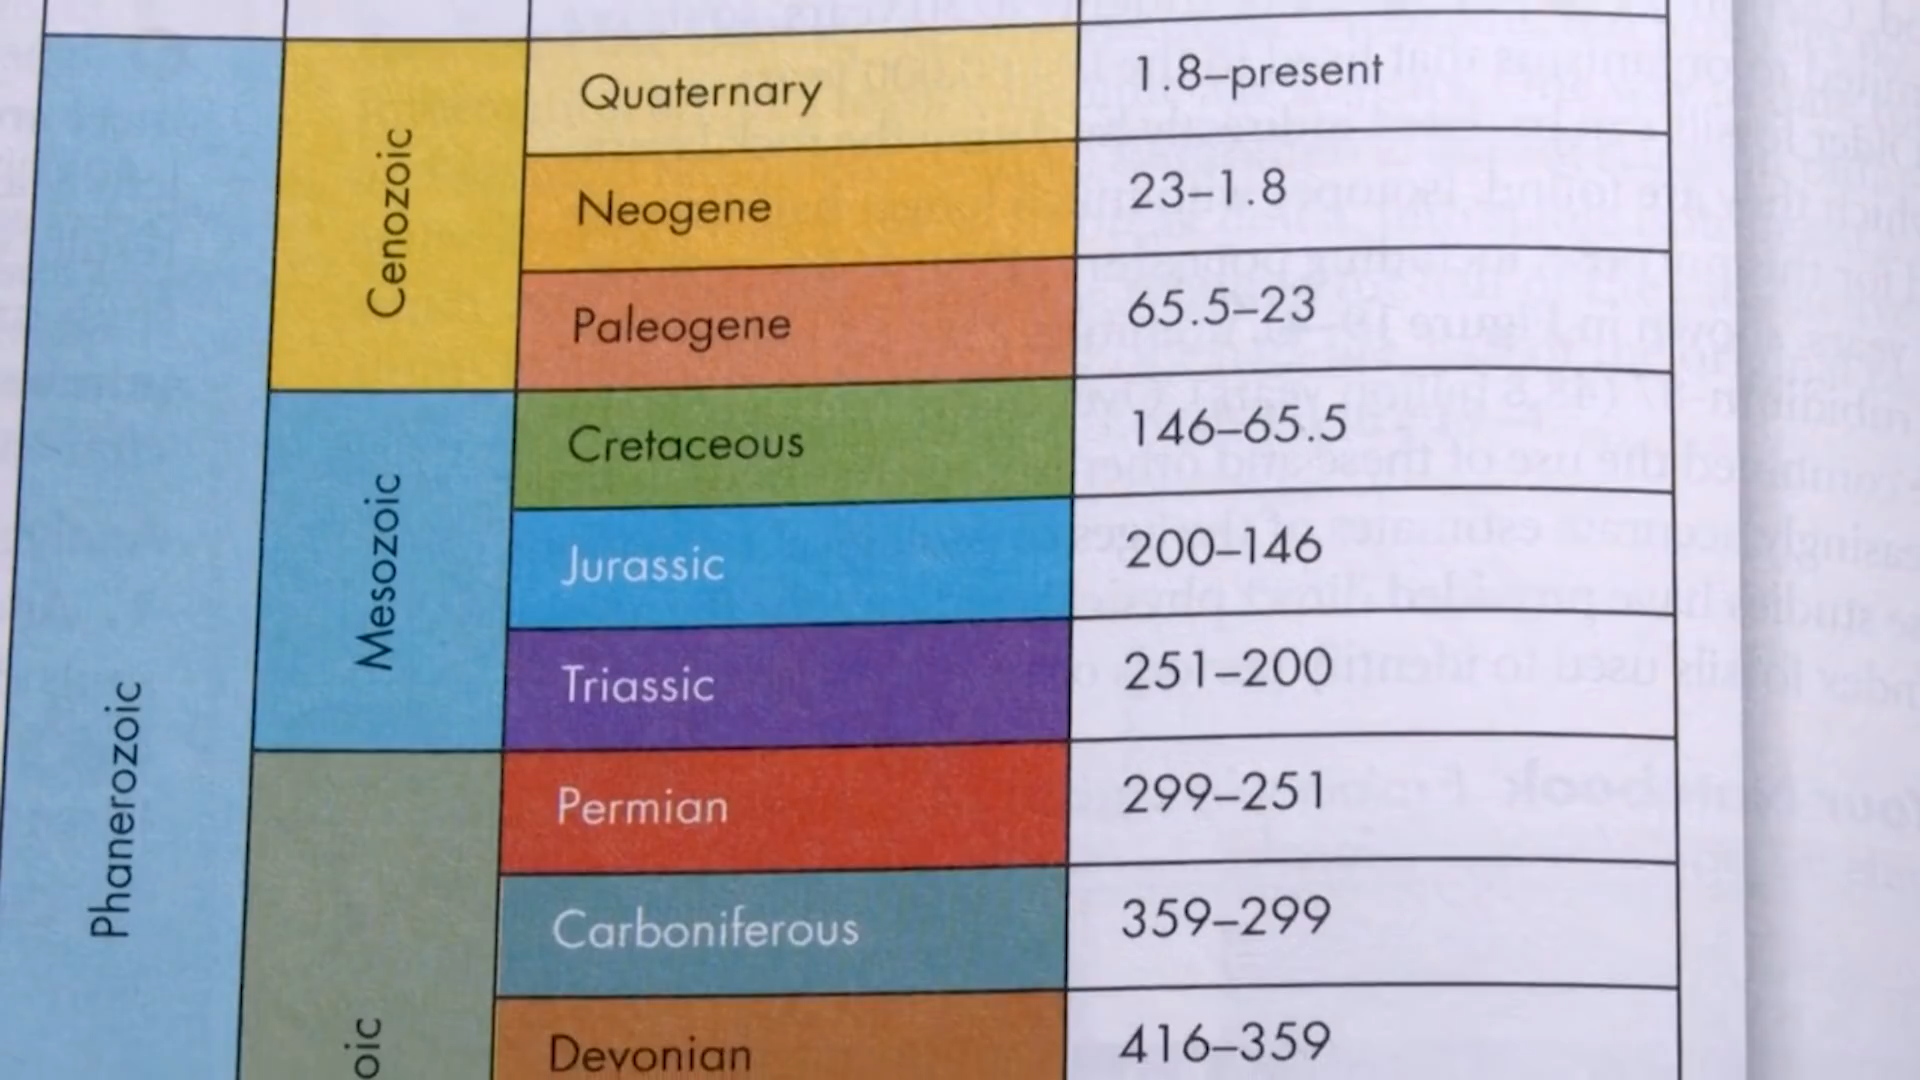 Phanerozoic
Cenozoic
Quaternary 1.8–present
Neogene 23–1.8
Paleogene 65.5–23
Mesozoic
Cretaceous 146–65.5
Jurassic 200–146
Triassic 251–200
oic
Permian 299–251
Carboniferous 359–299
Devonian 416–359